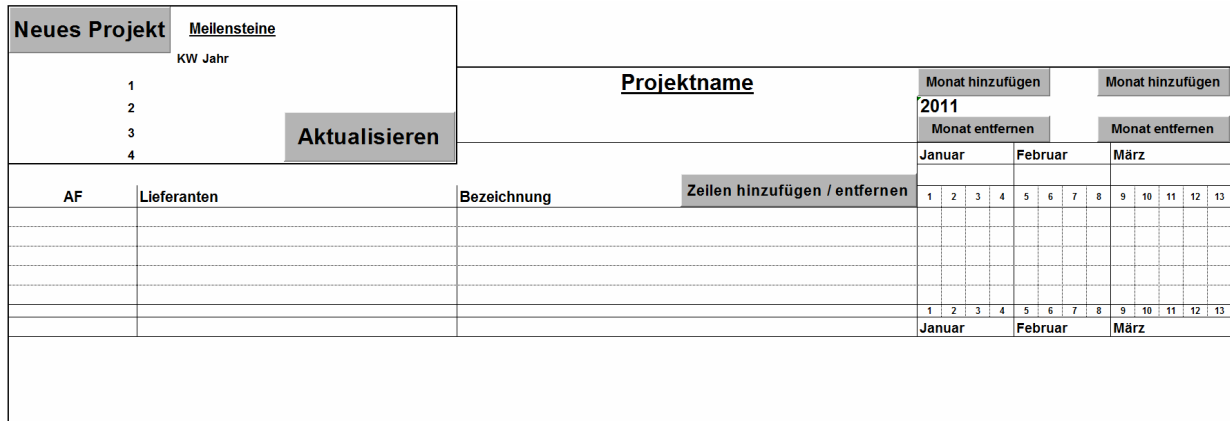 Neues Projekt
Meilensteine
KW Jahr
1
2
3
4
Aktualisieren
Projektname
Monat hinzufügen Monat hinzufügen
2011
Monat entfernen Monat entfernen
Januar Februar März
AF Lieferanten Bezeichnung Zeilen hinzufügen / entfernen 1 2 3 4 5 6 7 8 9 10 11 12 13
1 2 3 4 5 6 7 8 9 10 11 12 13
Januar Februar März